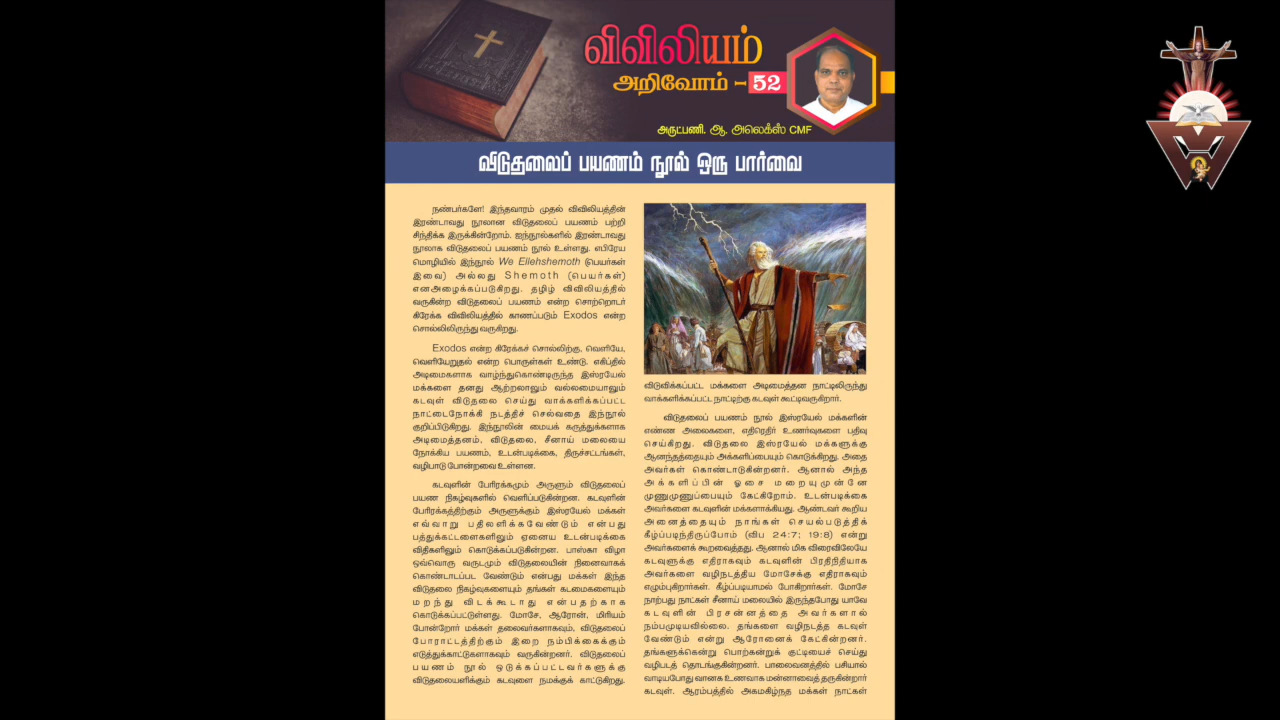 விவிலியம்
அறிவோம் – 52
அருட்பணி. ஆ. அலெக்ஸ் CMF
விடுதலைப் பயணம் நூல் ஒரு பார்வை
நண்பர்களே! இந்தவாரம் முதல் விவிலியத்தின்
இரண்டாவது நூலான விடுதலைப் பயணம் பற்றி
சிந்திக்க இருக்கின்றோம். ஐந்நூல்களில் இரண்டாவது
நூலாக விடுதலைப் பயணம் நூல் உள்ளது. எபிரேய
மொழியில் இந்நூல் We Ellehshemoth (பெயர்கள்
இவை) அல்லது Shemoth (பெயர்கள்)
எனஅழைக்கப்படுகிறது. தமிழ் விவிலியத்தில்
வருகின்ற விடுதலைப் பயணம் என்ற சொற்றொடர்
கிரேக்க விவிலியத்தில் காணப்படும் Exodos என்ற
சொல்லிலிருந்து வருகிறது.
Exodos என்ற கிரேக்கச் சொல்லிற்கு, வெளியே,
வெளியேறுதல் என்ற பொருள்கள் உண்டு. எகிப்தில்
அடிமைகளாக வாழ்ந்துகொண்டிருந்த இஸ்ரயேல்
மக்களை தனது ஆற்றலாலும் வல்லமையாலும்
கடவுள் விடுதலை செய்து வாக்களிக்கப்பட்ட
நாட்டைநோக்கி நடத்திச் செல்வதை இந்நூல்
குறிப்பிடுகிறது. இந்நூலின் மையக் கருத்துக்களாக
அடிமைத்தனம், விடுதலை, சீனாய் மலையை
நோக்கிய பயணம், உடன்படிக்கை, திருச்சட்டங்கள்,
வழிபாடு போன்றவை உள்ளன.
கடவுளின் பேரிரக்கமும் அருளும் விடுதலைப்
பயண நிகழ்வுகளில் வெளிப்படுகின்றன. கடவுளின்
பேரிரக்கத்திற்கும் அருளுக்கும் இஸ்ரயேல் மக்கள்
எவ்வாறு பதிலளிக்கவேண்டும் என்பது
பத்துக்கட்டளைகளிலும் ஏனைய உடன்படிக்கை
விதிகளிலும் கொடுக்கப்படுகின்றன. பாஸ்கா விழா
ஒவ்வொரு வருடமும் விடுதலையின் நினைவாகக்
கொண்டாடப்பட வேண்டும் என்பது மக்கள் இந்த
விடுதலை நிகழ்வுகளையும் தங்கள் கடமைகளையும்
மறந்து விடக்கூடாது என்பதற்காக
கொடுக்கப்பட்டுள்ளது. மோசே, ஆரோன், மிரியம்
போன்றோர் மக்கள் தலைவர்களாகவும், விடுதலைப்
போராட்டத்திற்கும் இறை நம்பிக்கைக்கும்
எடுத்துக்காட்டுகளாகவும் வருகின்றனர். விடுதலைப்
பயணம் நூல் ஒடுக்கப்பட்டவர்களுக்கு
விடுதலையளிக்கும் கடவுளை நமக்குக் காட்டுகிறது.
விடுவிக்கப்பட்ட மக்களை அடிமைத்தன நாட்டிலிருந்து
வாக்களிக்கப்பட்ட நாட்டிற்கு கடவுள் கூட்டிவருகிறார்.
விடுதலைப் பயணம் நூல் இஸ்ரயேல் மக்களின்
எண்ண அலைகளை, எதிரெதிர் உணர்வுகளை பதிவு
செய்கிறது. விடுதலை இஸ்ரயேல் மக்களுக்கு
ஆனந்தத்தையும் அக்களிப்பையும் கொடுக்கிறது. அதை
அவர்கள் கொண்டாடுகின்றனர். ஆனால் அந்த
அக்களிப்பின் ஓசை மறையுமுன்னே
முணுமுணுப்பையும் கேட்கிறோம். உடன்படிக்கை
அவர்களை கடவுளின் மக்களாக்கியது. ஆண்டவர் கூறிய
அனைத்தையும் நாங்கள் செயல்படுத்திக்
கீழ்ப்படிந்திருப்போம் (விப 24:7; 19:8) என்று
அவர்களைக் கூறவைத்தது. ஆனால் மிக விரைவிலேயே
கடவுளுக்கு எதிராகவும் கடவுளின் பிரதிநிதியாக
அவர்களை வழிநடத்திய மோசேக்கு எதிராகவும்
எழும்புகிறார்கள். கீழ்ப்படியாமல் போகிறார்கள். மோசே
நாற்பது நாட்கள் சீனாய் மலையில் இருந்தபோது யாவே
கடவுளின் பிரசன்னத்தை அவர்களால்
நம்பமுடியவில்லை. தங்களை வழிநடத்த கடவுள்
வேண்டும் என்று ஆரோனைக் கேட்கின்றனர்.
தங்களுக்கென்று பொற்கன்றுக் குட்டியைச் செய்து
வழிபடத் தொடங்குகின்றனர். பாலைவனத்தில் பசியால்
வாடியபோது வானக உணவாக மன்னாவைத் தருகின்றார்
கடவுள். ஆரம்பத்தில் அகமகிழ்ந்த மக்கள் நாட்கள்